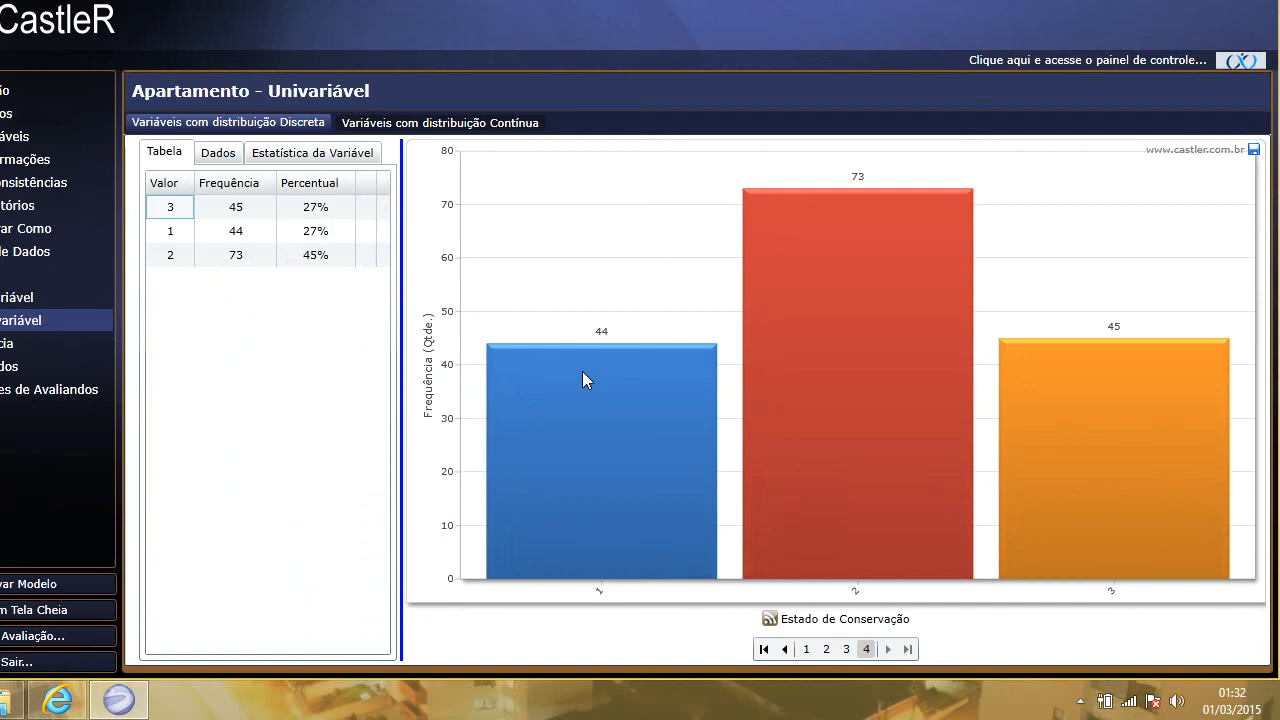 CastleR
Clique aqui e acesse o painel de controle...
io
os
áveis
ormações
onsistências
tórios
var Como
de Dados
riável
variável
cia
dos
es de Avaliandos
var Modelo
m Tela Cheia
Avaliação...
Sair...
Apartamento - Univariável
Variáveis com distribuição Discreta
Variáveis com distribuição Contínua
Tabela
Dados
Estatística da Variável
Valor Frequência Percentual
3 45 27%
1 44 27%
2 73 45%
www.castler.com.br
Frequência (Qtde.)
80
70
60
50
40
30
20
10
0
44
73
45
1
2
3
Estado de Conservação
1 2 3 4
01:32
01/03/2015